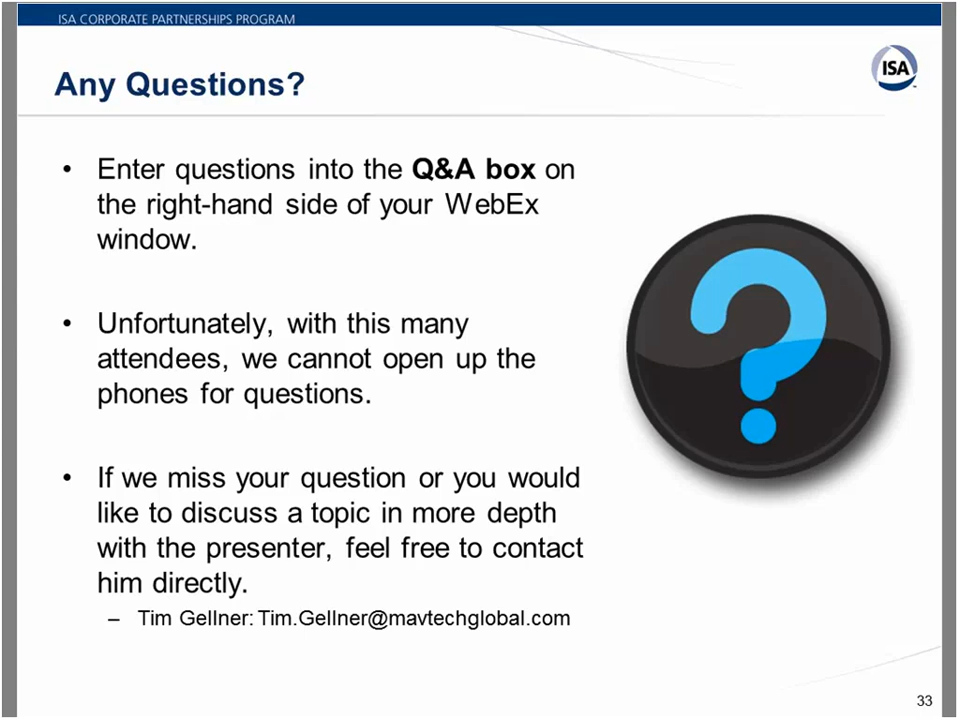 ISA CORPORATE PARTNERSHIPS PROGRAM
Any Questions?
ISA
• Enter questions into the Q&A box on
the right-hand side of your WebEx
window.
• Unfortunately, with this many
attendees, we cannot open up the
phones for questions.
• If we miss your question or you would
like to discuss a topic in more depth
with the presenter, feel free to contact
him directly.
– Tim Gellner: Tim.Gellner@mavtechglobal.com
33